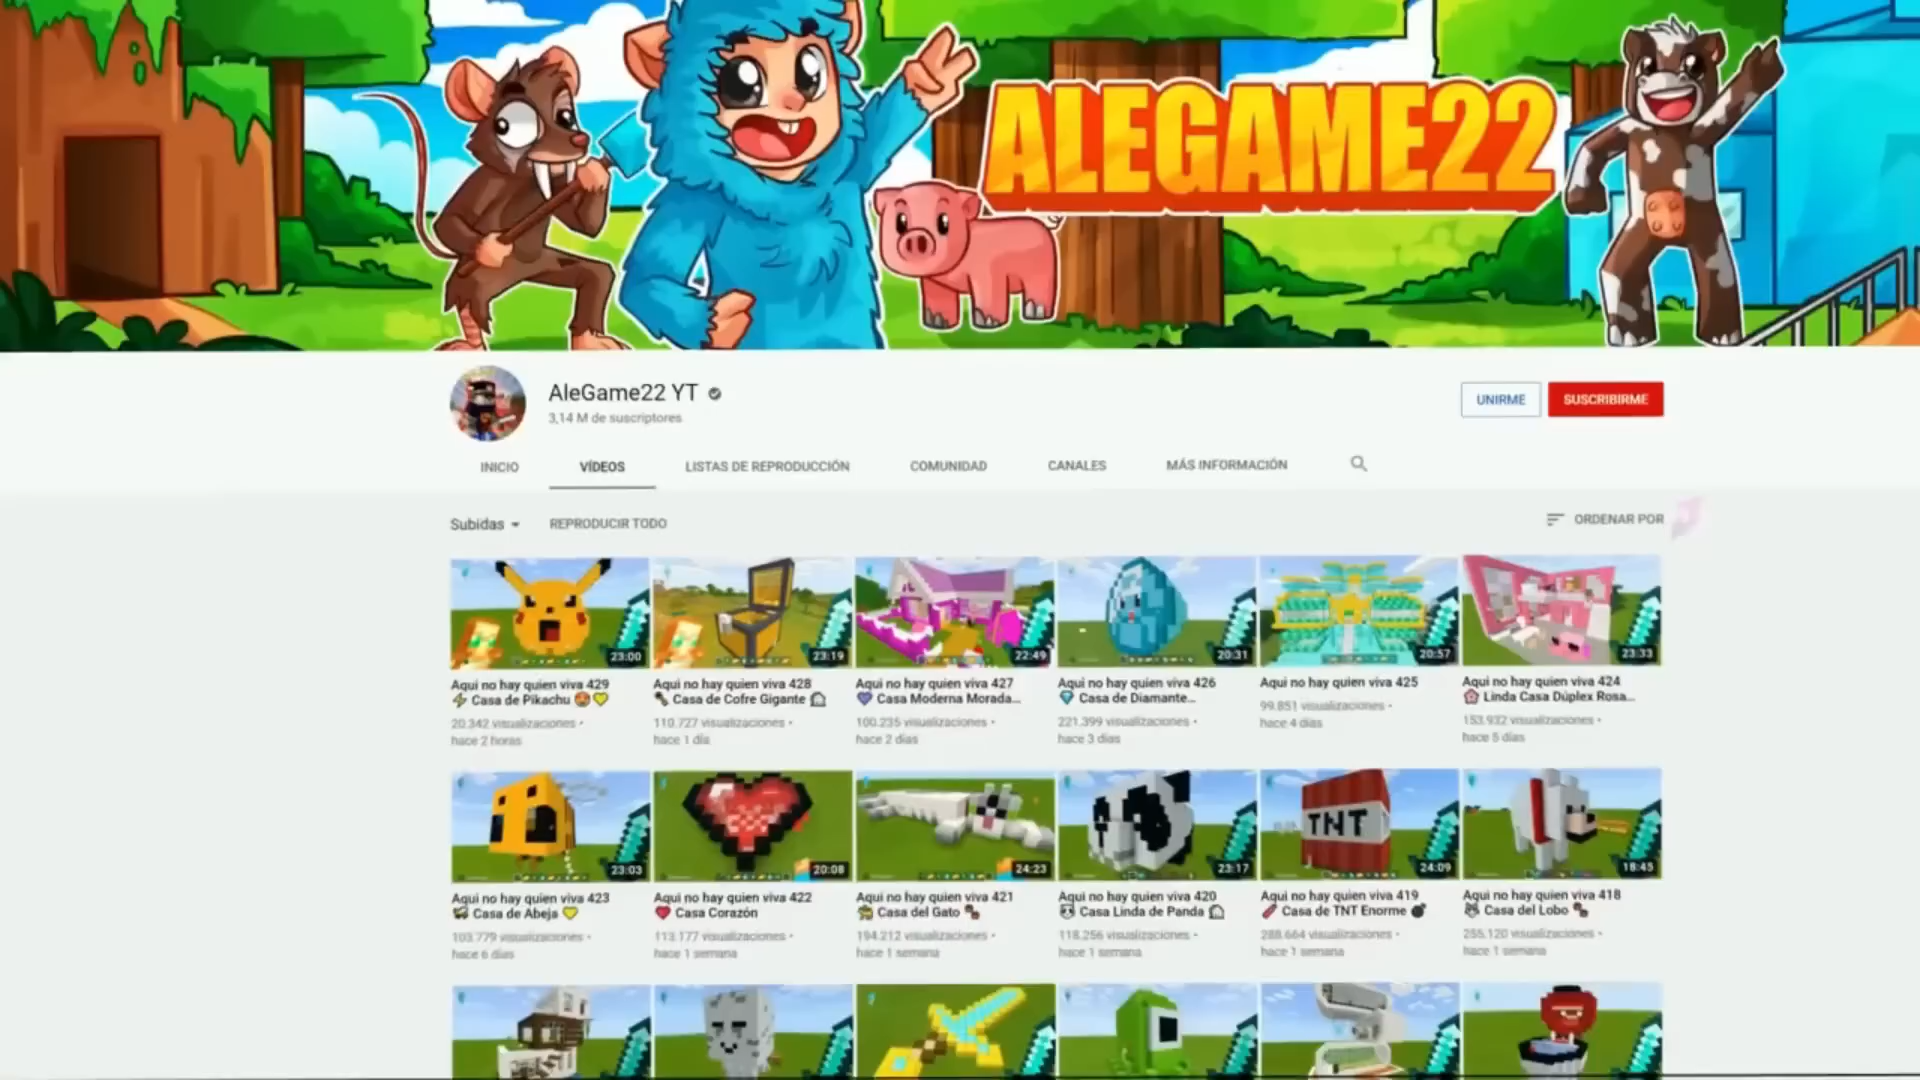 ALEGAME22
AleGame22 YT
3,14 M de suscriptores
UNIRME
SUSCRIBIRME
INICIO
VÍDEOS
LISTAS DE REPRODUCCIÓN
COMUNIDAD
CANALES
MÁS INFORMACIÓN
Subidas
REPRODUCIR TODO
ORDENAR POR
23:00
23:19
22:49
20:31
20:57
23:33
Aqui no hay quien viva 429
Casa de Pikachu
20.342 visualizaciones •
hace 2 horas
Aqui no hay quien viva 428
Casa de Cofre Gigante
110.727 visualizaciones •
hace 1 día
Aqui no hay quien viva 427
Casa Moderna Morada...
100.235 visualizaciones •
hace 2 días
Aqui no hay quien viva 426
Casa de Diamante...
221.399 visualizaciones •
hace 3 días
Aqui no hay quien viva 425
99.851 visualizaciones •
hace 4 días
Aqui no hay quien viva 424
Linda Casa Dúplex Rosa...
153.932 visualizaciones •
hace 5 días
23:03
20:08
24:23
23:17
TNT
24:09
18:45
Aqui no hay quien viva 423
Casa de Abeja
103.779 visualizaciones •
hace 6 días
Aqui no hay quien viva 422
Casa Corazón
113.177 visualizaciones •
hace 1 semana
Aqui no hay quien viva 421
Casa del Gato
194.212 visualizaciones •
hace 1 semana
Aqui no hay quien viva 420
Casa Linda de Panda
118.256 visualizaciones •
hace 1 semana
Aqui no hay quien viva 419
Casa de TNT Enorme
288.664 visualizaciones •
hace 1 semana
Aqui no hay quien viva 418
Casa del Lobo
255.120 visualizaciones •
hace 1 semana